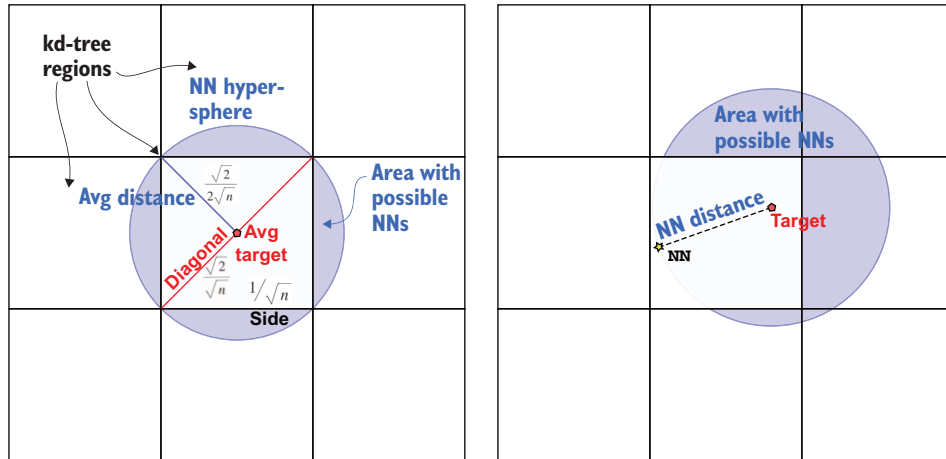 kd-tree
regions
NN hyper-
sphere
Avg distance
√2
2√n
Area with
possible
NNs
Avg
target
Diagonal
√2
√n
1/√n
Side
Area with
possible NNs
NN distance
Target
NN